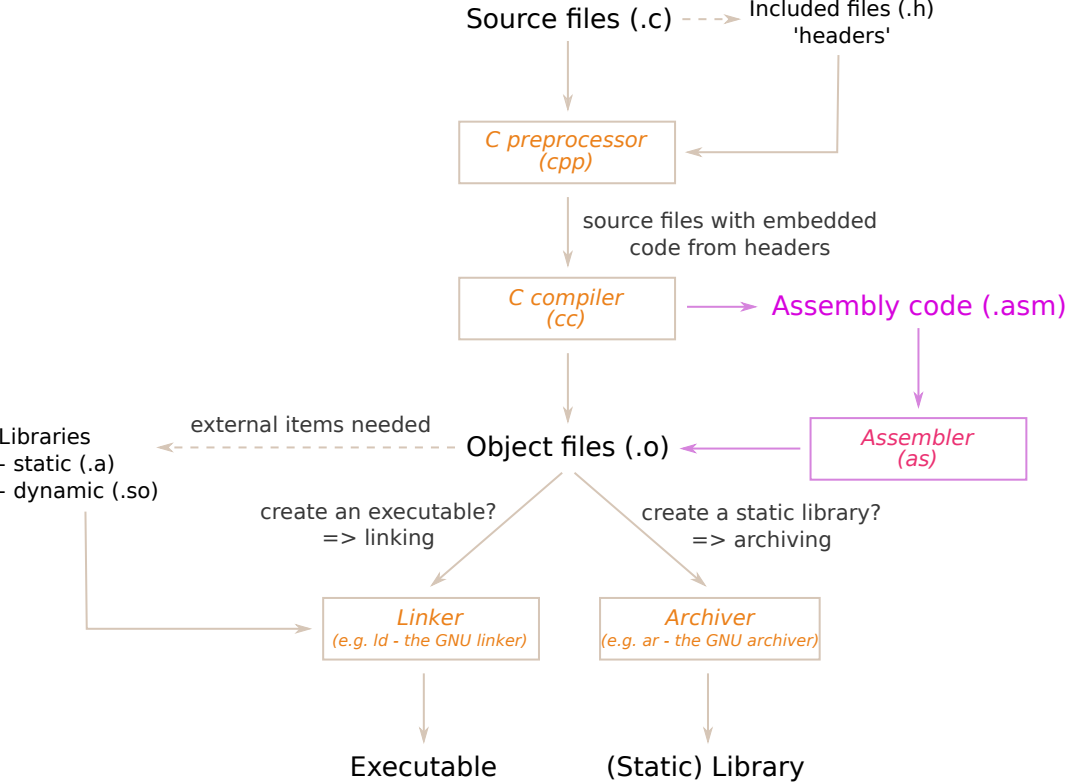 Source files (.c)
Included files (.h)
'headers'
C preprocessor
(cpp)
source files with embedded
code from headers
C compiler
(cc)
Assembly code (.asm)
external items needed
Libraries
- static (.a)
- dynamic (.so)
Object files (.o)
Assembler
(as)
create an executable?
=> linking
create a static library?
=> archiving
Linker
(e.g. ld - the GNU linker)
Archiver
(e.g. ar - the GNU archiver)
Executable
(Static) Library